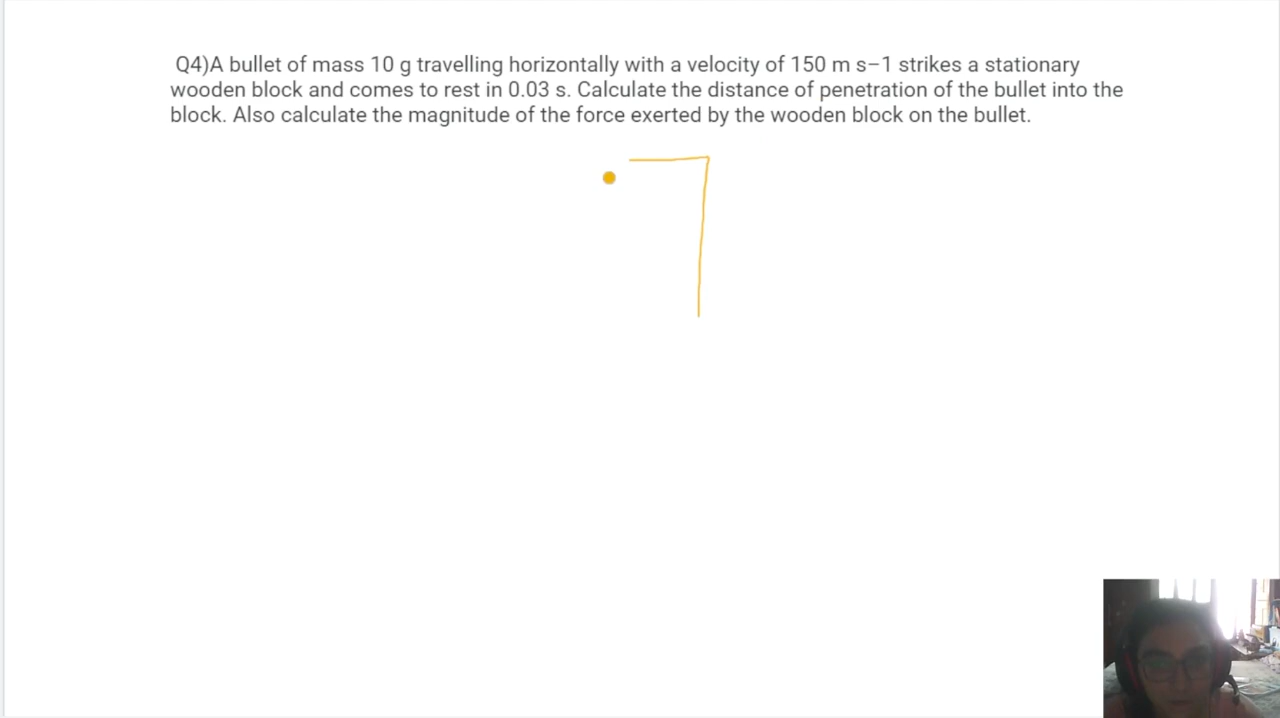 Q4)A bullet of mass 10 g travelling horizontally with a velocity of 150 m s−1 strikes a stationary
wooden block and comes to rest in 0.03 s. Calculate the distance of penetration of the bullet into the
block. Also calculate the magnitude of the force exerted by the wooden block on the bullet.